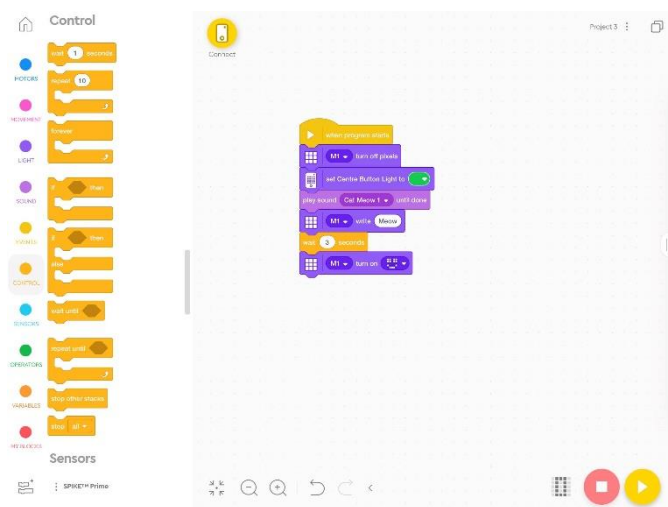 Control
Connect
Project 3
wait 1 seconds
repeat 10
forever
if then
if then
else
wait until
repeat until
stop other stacks
stop all
Sensors
MOTORS
MOVEMENT
LIGHT
SOUND
EVENTS
CONTROL
SENSORS
OPERATORS
VARIABLES
MY BLOCKS
SPIKE™ Prime
when program starts
M1 turn off pixels
set Centre Button Light to
play sound Cat Meow 1 until done
M1 write Meow
wait 3 seconds
M1 turn on